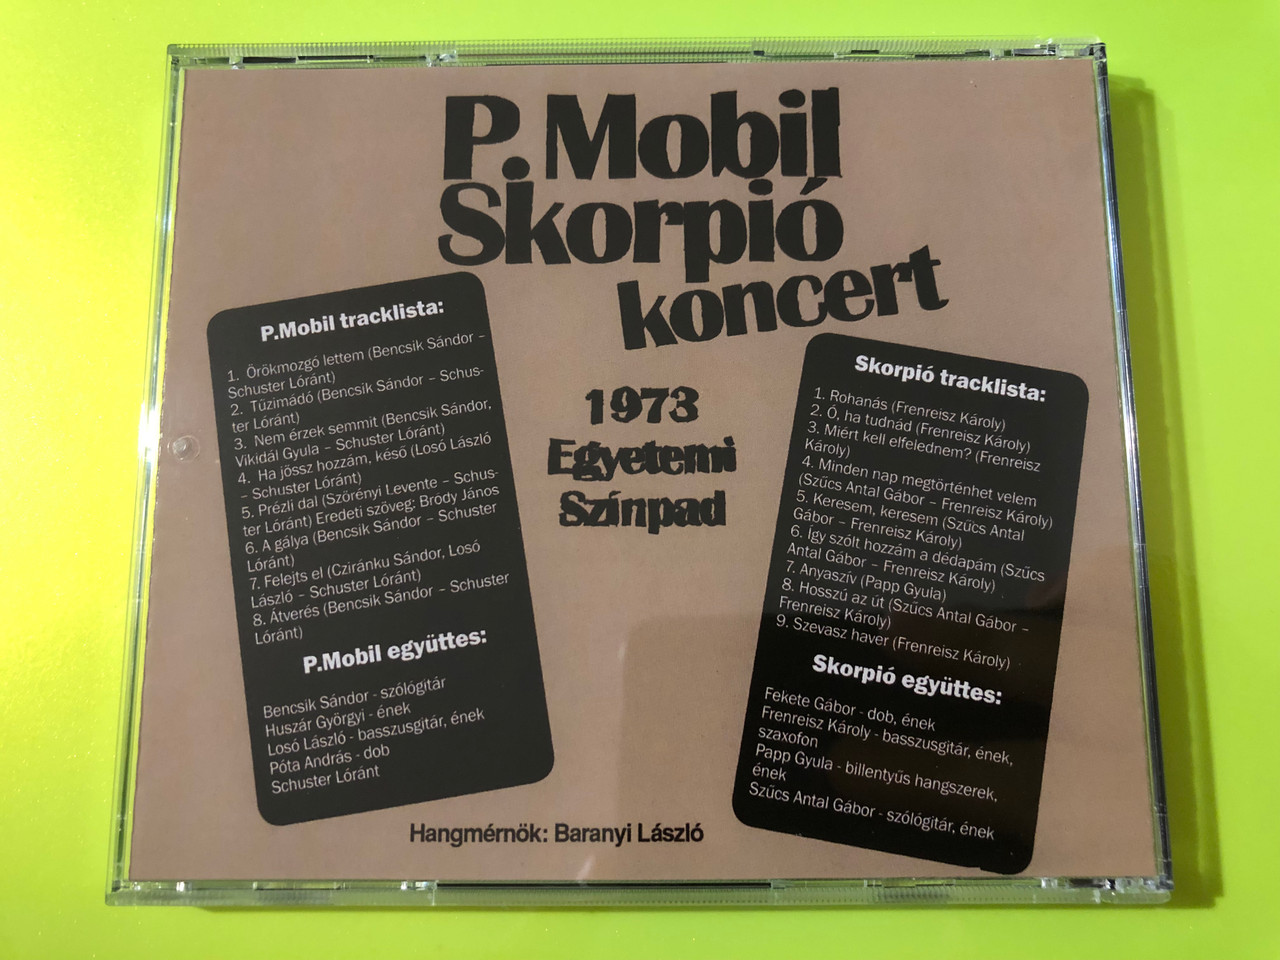 P. Mobil
Skorpió
koncert
1973
Egyetemi
Színpad
P.Mobil tracklista:
1. Örökmozgó lettem (Bencsik Sándor –
Schuster Lóránt)
2. Tűzimádó (Bencsik Sándor – Schus-
ter Lóránt)
3. Nem érzek semmit (Bencsik Sándor,
Vikidál Gyula – Schuster Lóránt)
4. Ha jössz hozzám, késő (Losó László
– Schuster Lóránt)
5. Prézli dal (Szörényi Levente – Schus-
ter Lóránt) Eredeti szöveg: Bródy János
6. A gálya (Bencsik Sándor – Schuster
Lóránt)
7. Felejts el (Cziránku Sándor, Losó
László – Schuster Lóránt)
8. Átverés (Bencsik Sándor – Schuster
Lóránt)
P.Mobil együttes:
Bencsik Sándor - szólógitár
Huszár Györgyi - ének
Losó László - basszusgitár, ének
Póta András - dob
Schuster Lóránt
Skorpió tracklista:
1. Rohanás (Frenreisz Károly)
2. Ó, ha tudnád (Frenreisz Károly)
3. Miért kell elfelednem? (Frenreisz
Károly)
4. Minden nap megtörténhet velem
(Szűcs Antal Gábor – Frenreisz Károly)
5. Keresem, keresem (Szűcs Antal
Gábor – Frenreisz Károly)
6. Így szólt hozzám a dédapám (Szűcs
Antal Gábor – Frenreisz Károly)
7. Anyaszív (Papp Gyula)
8. Hosszú az út (Szűcs Antal Gábor –
Frenreisz Károly)
9. Szevasz haver (Frenreisz Károly)
Skorpió együttes:
Fekete Gábor - dob, ének
Frenreisz Károly - basszusgitár, ének,
szaxofon
Papp Gyula - billentyűs hangszerek,
ének
Szűcs Antal Gábor - szólógitár, ének
Hangmérnök: Baranyi László